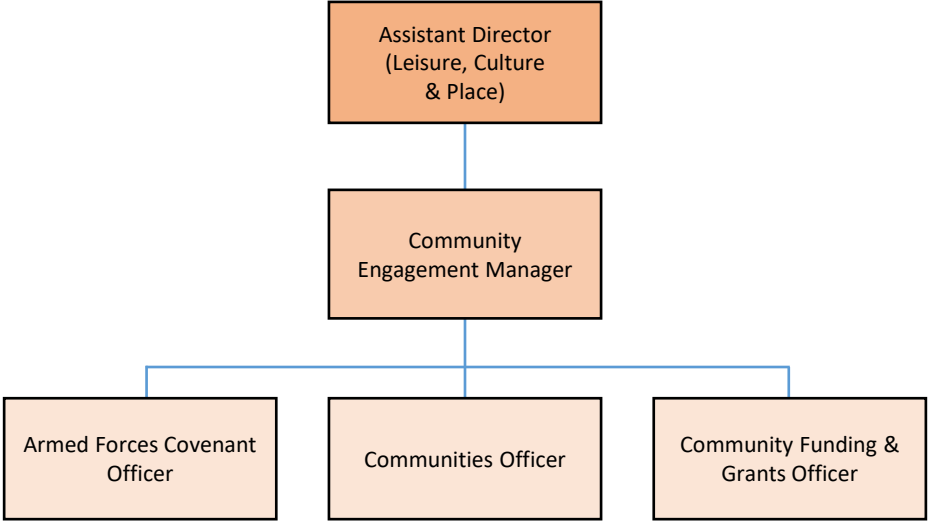 Assistant Director
(Leisure, Culture
& Place)
Community
Engagement Manager
Armed Forces Covenant
Officer
Communities Officer
Community Funding &
Grants Officer